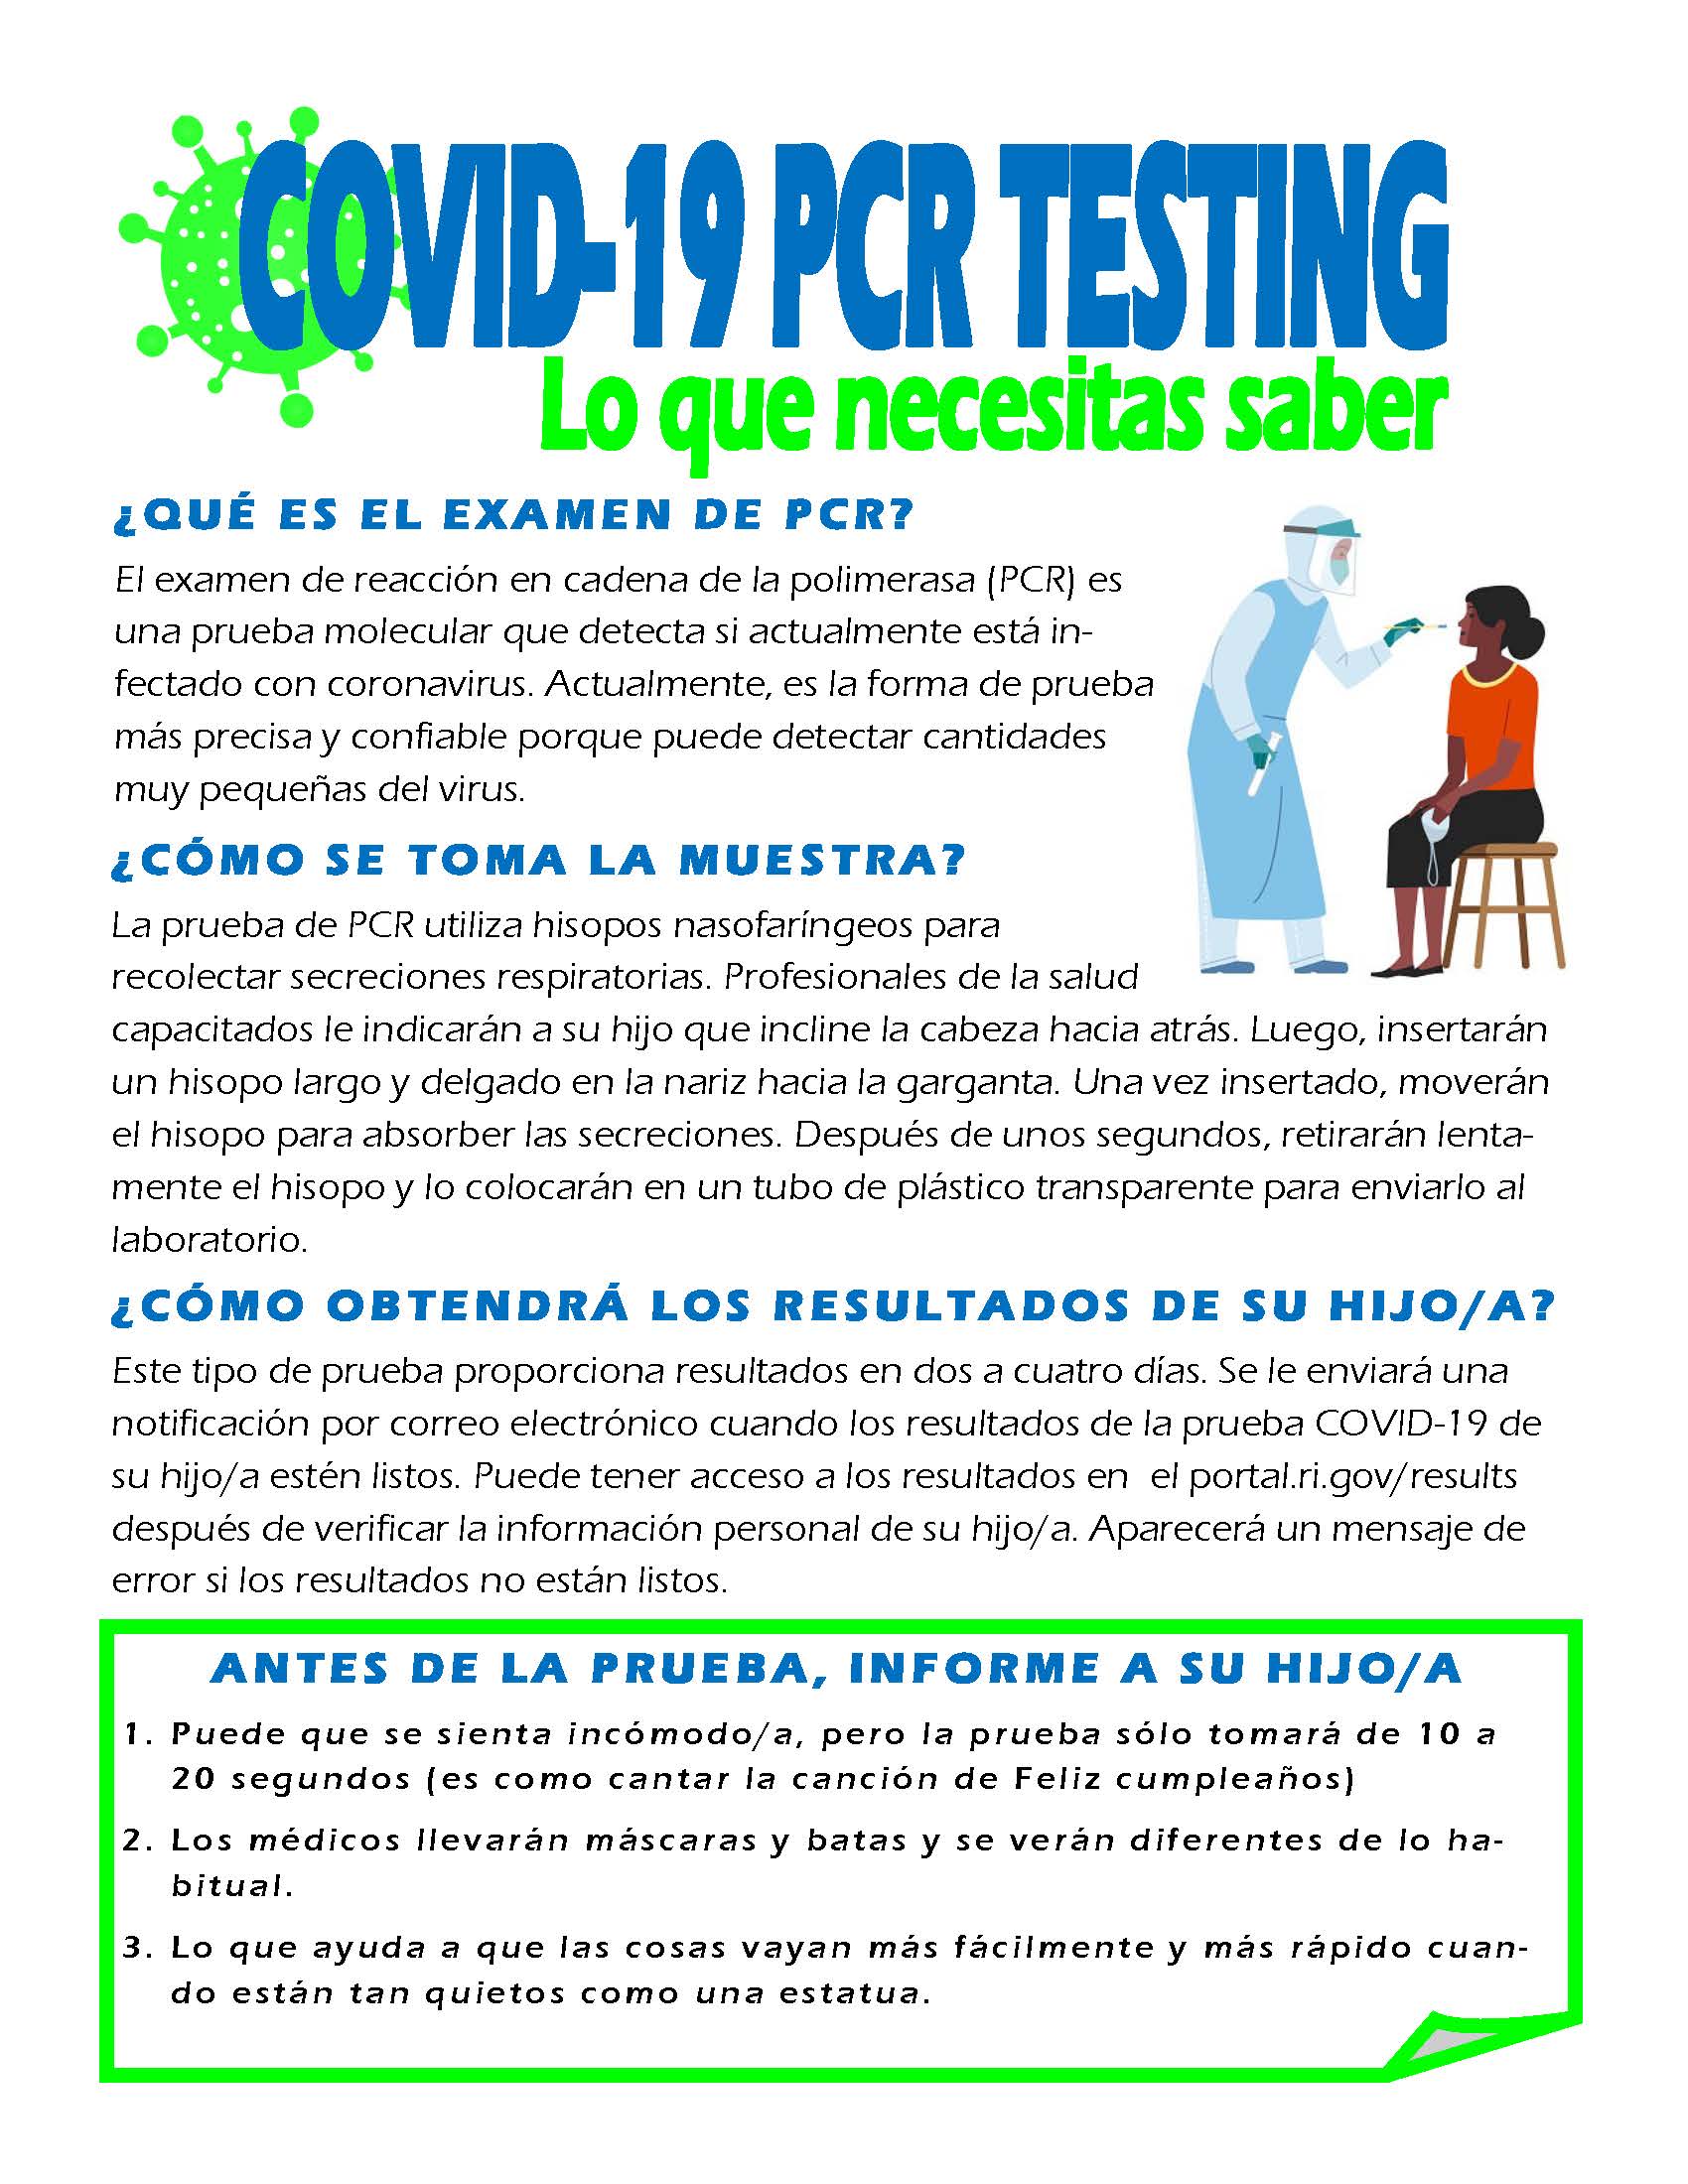 COVID-19 PCR TESTING
Lo que necesitas saber
¿QUÉ ES EL EXAMEN DE PCR?
El examen de reacción en cadena de la polimerasa (PCR) es
una prueba molecular que detecta si actualmente está in-
fectado con coronavirus. Actualmente, es la forma de prueba
más precisa y confiable porque puede detectar cantidades
muy pequeñas del virus.
¿CÓMO SE TOMA LA MUESTRA?
La prueba de PCR utiliza hisopos nasofaríngeos para
recolectar secreciones respiratorias. Profesionales de la salud
capacitados le indicarán a su hijo que incline la cabeza hacia atrás. Luego, insertarán
un hisopo largo y delgado en la nariz hacia la garganta. Una vez insertado, moverán
el hisopo para absorber las secreciones. Después de unos segundos, retirarán lenta-
mente el hisopo y lo colocarán en un tubo de plástico transparente para enviarlo al
laboratorio.
¿CÓMO OBTENDRÁ LOS RESULTADOS DE SU HIJO/A?
Este tipo de prueba proporciona resultados en dos a cuatro días. Se le enviará una
notificación por correo electrónico cuando los resultados de la prueba COVID-19 de
su hijo/a estén listos. Puede tener acceso a los resultados en  el portal.ri.gov/results
después de verificar la información personal de su hijo/a. Aparecerá un mensaje de
error si los resultados no están listos.
ANTES DE LA PRUEBA, INFORME A SU HIJO/A
1. Puede que se sienta incómodo/a, pero la prueba sólo tomará de 10 a
20 segundos (es como cantar la canción de Feliz cumpleaños)
2. Los médicos llevarán máscaras y batas y se verán diferentes de lo ha-
bitual.
3. Lo que ayuda a que las cosas vayan más fácilmente y más rápido cuan-
do están tan quietos como una estatua.